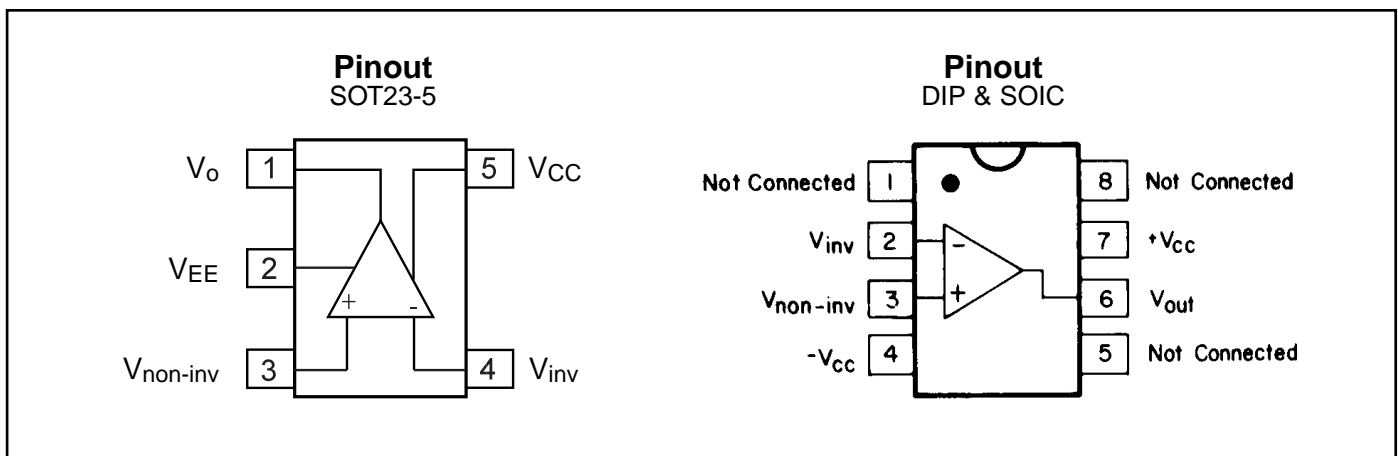 Pinout
SOT23-5
Vo 1 5 VCC
VEE 2
+ -
Vnon-inv 3 4 Vinv
Pinout
DIP & SOIC
Not Connected 1 8 Not Connected
Vinv 2 - 7 +Vcc
Vnon-inv 3 + 6 Vout
-Vcc 4 5 Not Connected